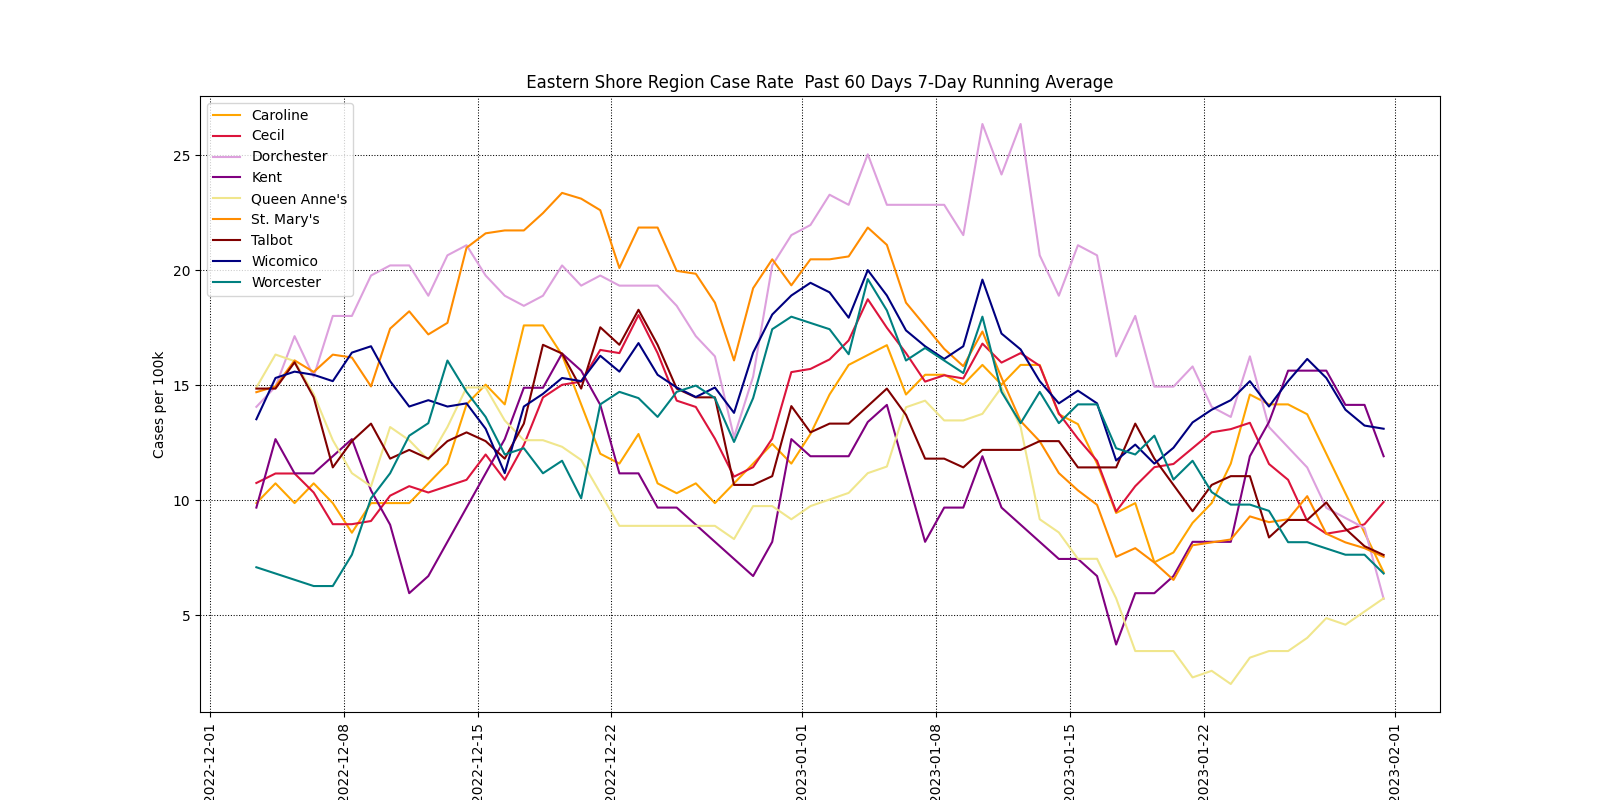 Eastern Shore Region Case Rate  Past 60 Days 7-Day Running Average
Caroline
Cecil
Dorchester
Kent
Queen Anne's
St. Mary's
Talbot
Wicomico
Worcester
Cases per 100k
25
20
15
10
5
2022-12-01
2022-12-08
2022-12-15
2022-12-22
2023-01-01
2023-01-08
2023-01-15
2023-01-22
2023-02-01